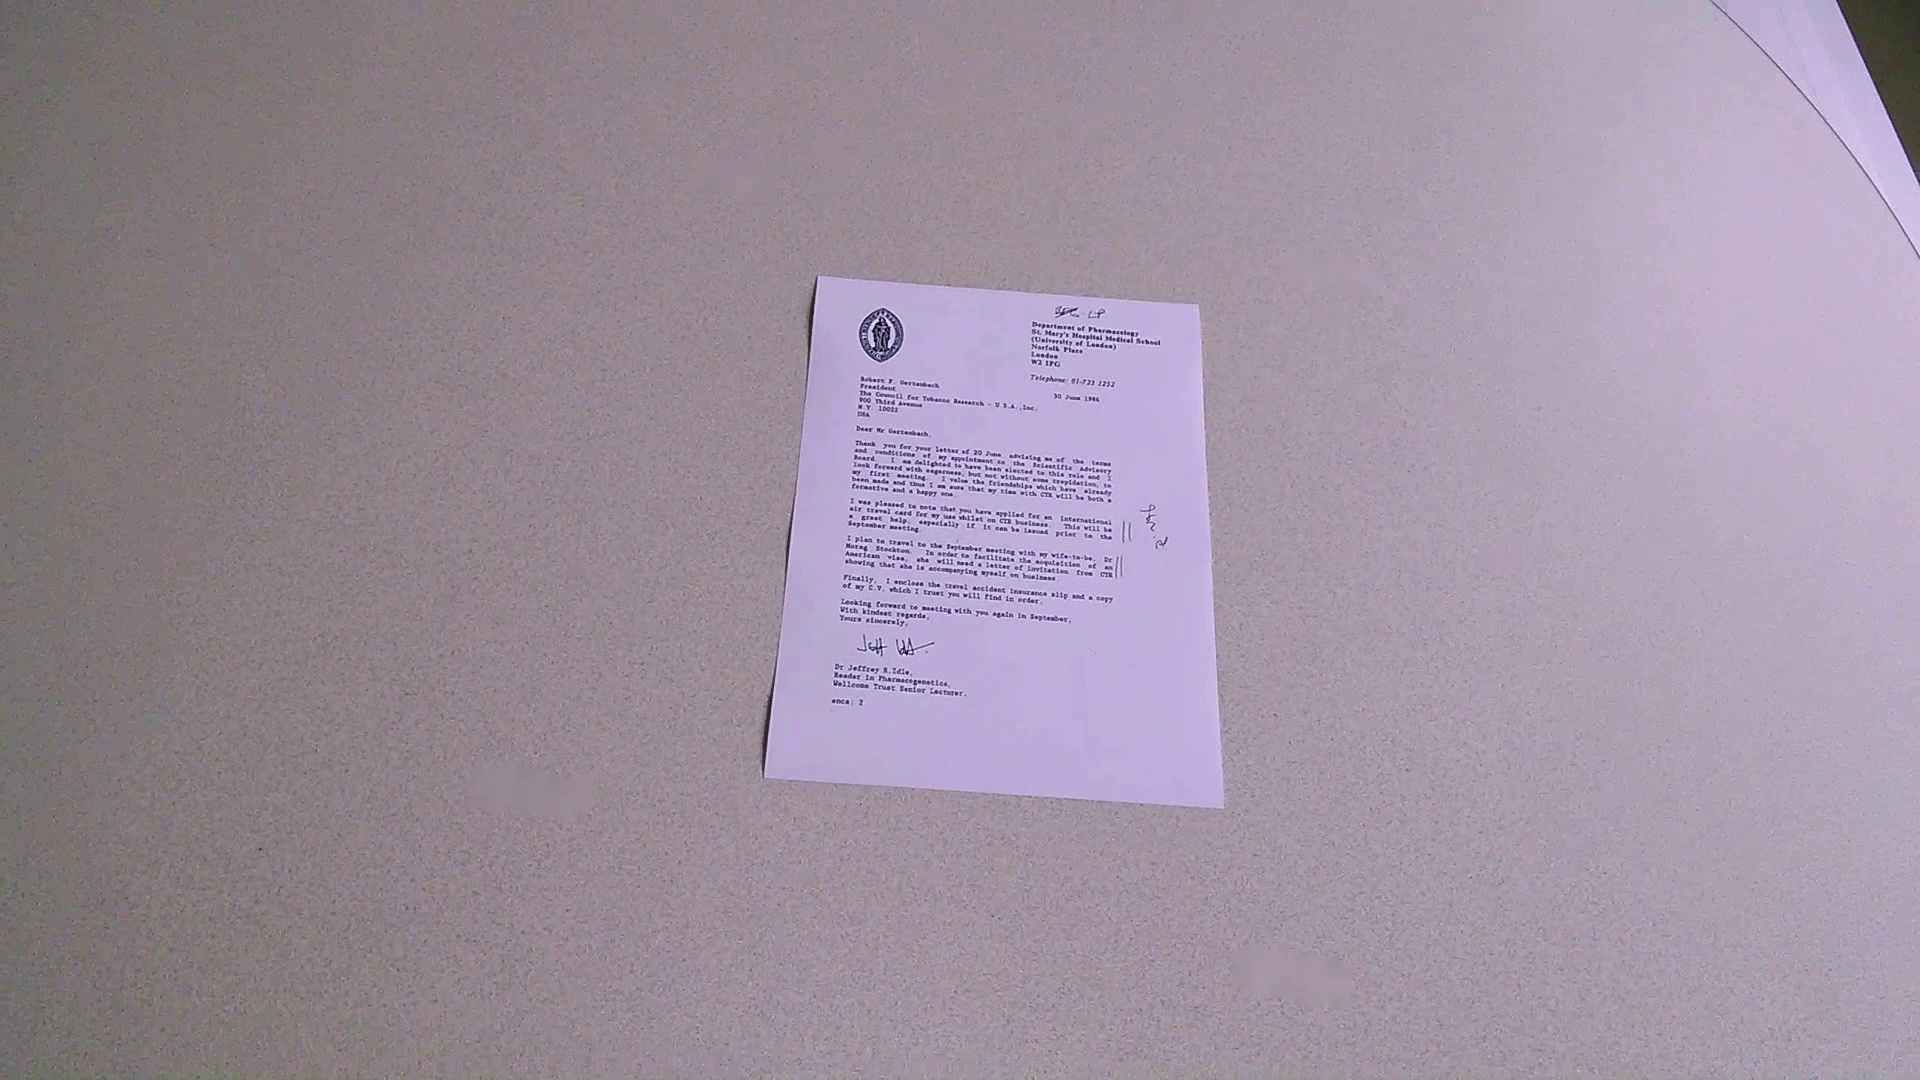 Department of Pharmacology
St. Mary's Hospital Medical School
(University of London)
Norfolk Place
London
W2 1PG
Telephone: 01-723 1252
30 June 1986
Robert F. Gertenbach
President
The Council for Tobacco Research - U.S.A.,Inc.
900 Third Avenue
N.Y. 10022
USA
Dear Mr Gertenbach,
Thank you for your letter of 20 June advising me of the terms
and conditions of my appointment to the Scientific Advisory
Board. I am delighted to have been elected to this role and I
look forward with eagerness, but not without some trepidation, to
my first meeting. I value the friendships which have already
been made and thus I am sure that my time with CTR will be both a
formative and a happy one.
I was pleased to note that you have applied for an international
air travel card for my use whilst on CTR business. This will be
a great help, especially if it can be issued prior to the
September meeting.
I plan to travel to the September meeting with my wife-to-be, Dr
Morag Stockton. In order to facilitate the acquisition of an
American visa, she will need a letter of invitation from CTR
showing that she is accompanying myself on business
Finally, I enclose the travel accident insurance slip and a copy
of my C.V. which I trust you will find in order.
Looking forward to meeting with you again in September,
With kindest regards,
Yours sincerely,
Dr Jeffrey R.Idle,
Reader in Pharmacogenetics,
Wellcome Trust Senior Lecturer.
encs: 2